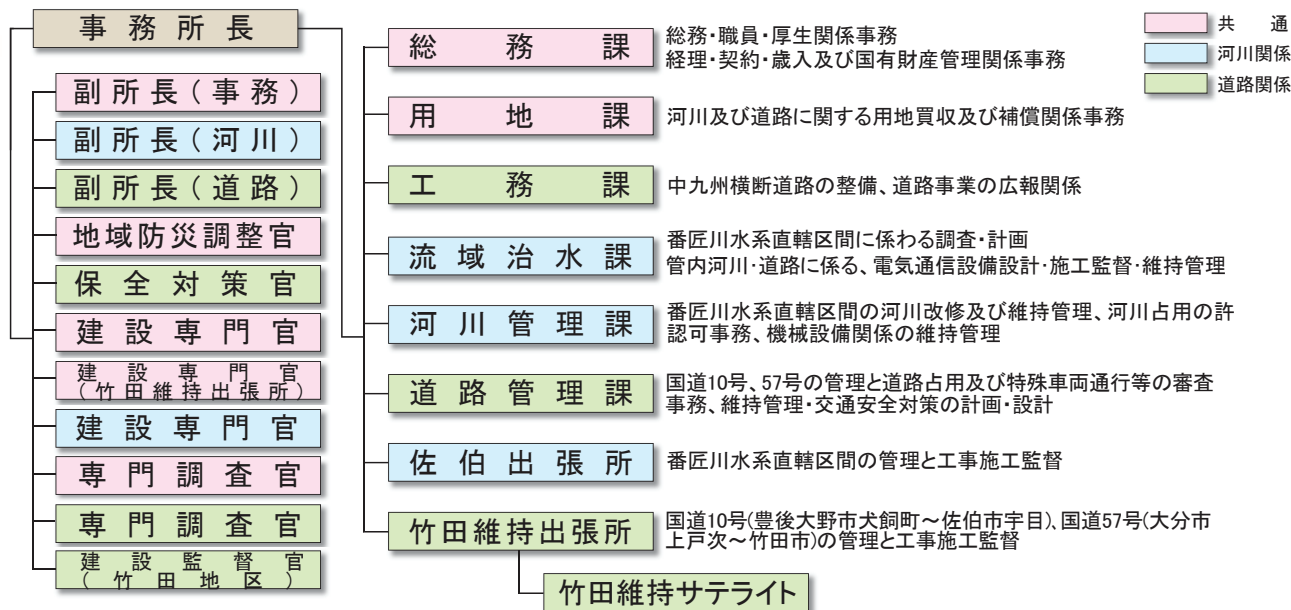 事務所長
副所長(事務)
副所長(河川)
副所長(道路)
地域防災調整官
保全対策官
建設専門官
建設専門官
(竹田維持出張所)
建設専門官
専門調査官
専門調査官
建設監督官
(竹田地区)
総務課
総務・職員・厚生関係事務
経理・契約・歳入及び国有財産管理関係事務
用地課
河川及び道路に関する用地買収及び補償関係事務
工務課
中九州横断道路の整備、道路事業の広報関係
流域治水課
番匠川水系直轄区間に係わる調査・計画
管内河川・道路に係る、電気通信設備設計・施工監督・維持管理
河川管理課
番匠川水系直轄区間の河川改修及び維持管理、河川占用の許
認可事務、機械設備関係の維持管理
道路管理課
国道10号、57号の管理と道路占用及び特殊車両通行等の審査
事務、維持管理・交通安全対策の計画・設計
佐伯出張所
番匠川水系直轄区間の管理と工事施工監督
竹田維持出張所
国道10号(豊後大野市犬飼町～佐伯市宇目)、国道57号(大分市
上戸次～竹田市)の管理と工事施工監督
竹田維持サテライト
共通
河川関係
道路関係